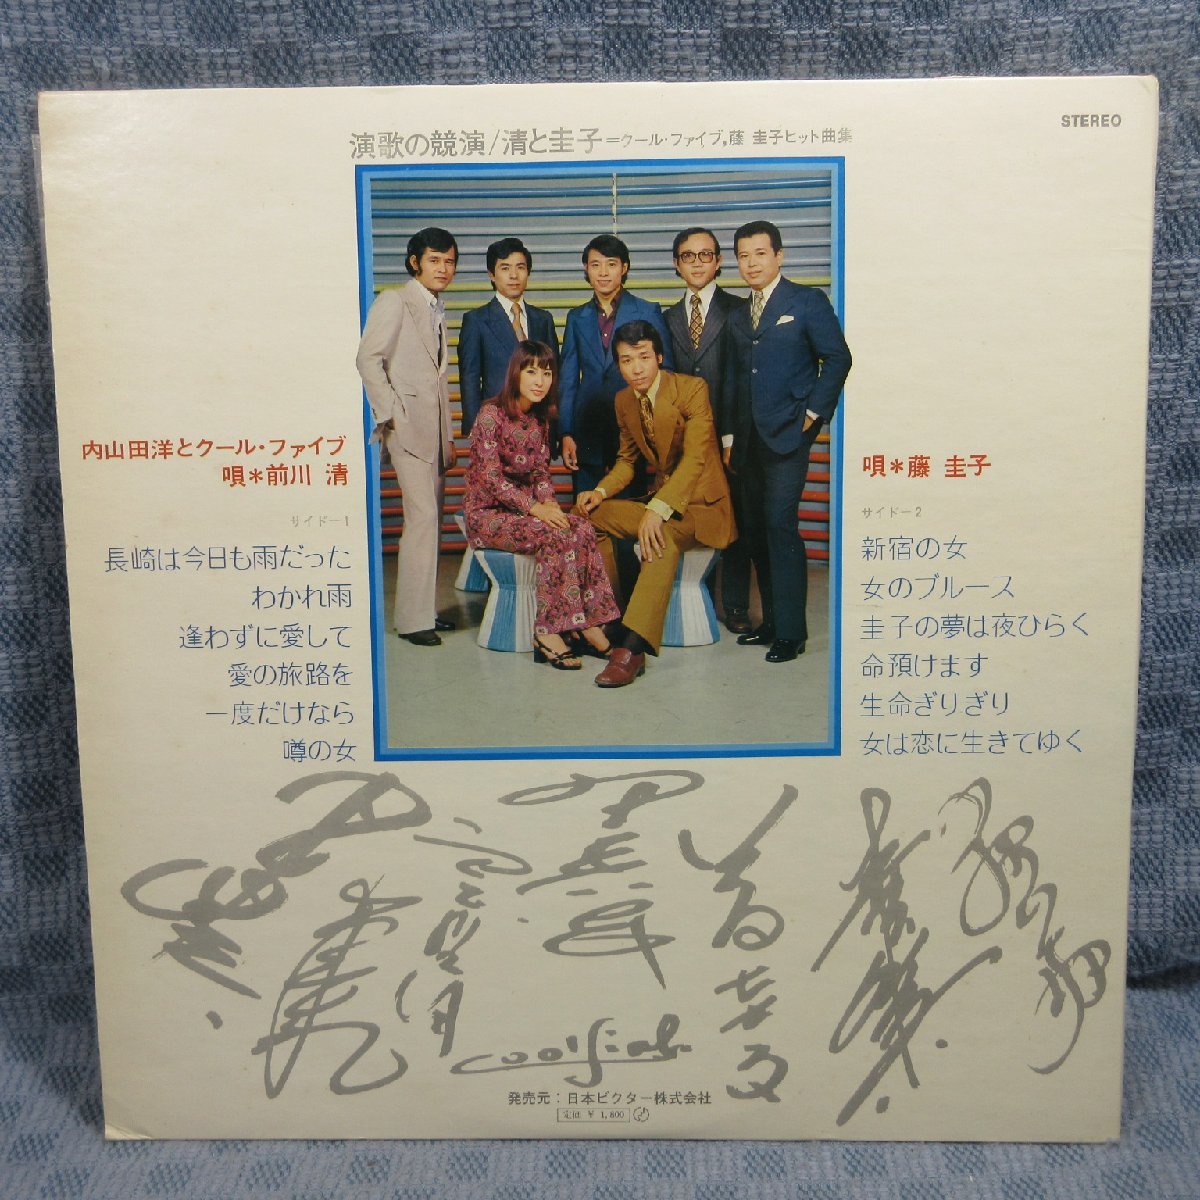 STEREO
演歌の競演/清と圭子=クール・ファイブ,藤 圭子ヒット曲集
内山田洋とクール・ファイブ
唄*前川 清
サイドー1
長崎は今日も雨だった
わかれ雨
逢わずに愛して
愛の旅路を
一度だけなら
噂の女
唄*藤 圭子
サイドー2
新宿の女
女のブルース
圭子の夢は夜ひらく
命預けます
生命ぎりぎり
女は恋に生きてゆく
発売元:日本ビクター株式会社
定価 ¥ 1,800